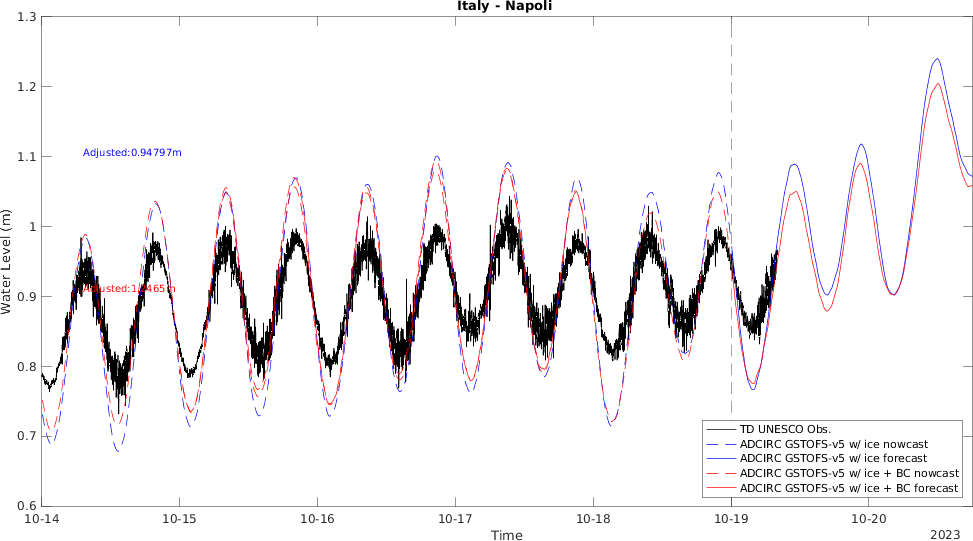 Italy - Napoli
1.3
1.2
1.1
1
0.9
0.8
0.7
0.6
Water Level (m)
Adjusted:0.94797m
10-14
10-15
10-16
10-17
10-18
10-19
10-20
2023
Time
TD UNESCO Obs.
ADCIRC GSTOFS-v5 w/ ice nowcast
ADCIRC GSTOFS-v5 w/ ice forecast
ADCIRC GSTOFS-v5 w/ ice + BC nowcast
ADCIRC GSTOFS-v5 w/ ice + BC forecast